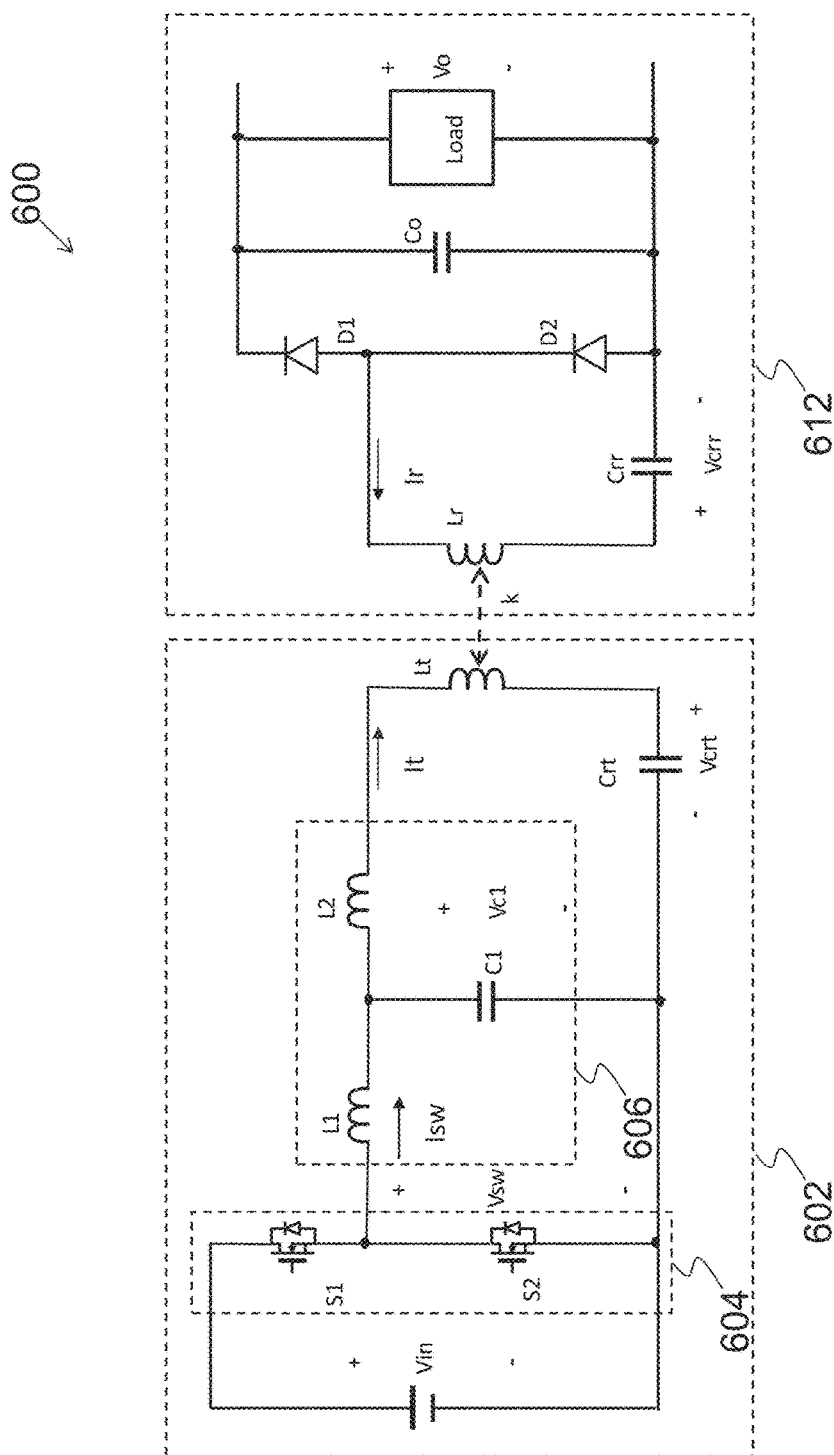 600
+
Vo
-
Load
Co
D1
D2
Ir
Lr
Crr
+
Vcrr
-
612
k
Lt
It
Crt
+
Vcrt
-
L2
+
Vc1
-
C1
L1
Isw
606
+
Vsw
-
602
S1
S2
604
+
Vin
-